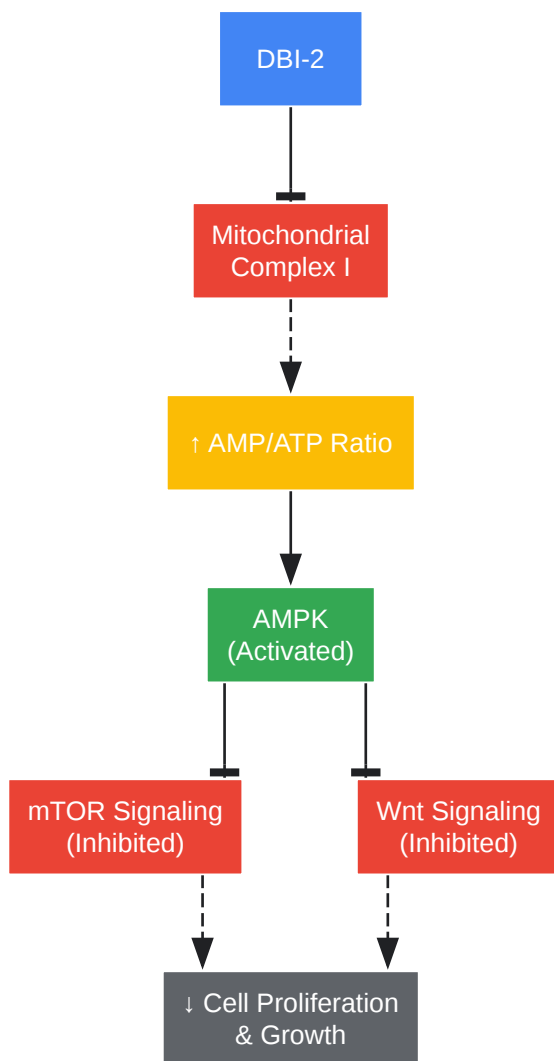 DBI-2
Mitochondrial
Complex I
↑ AMP/ATP Ratio
AMPK
(Activated)
mTOR Signaling
(Inhibited)
Wnt Signaling
(Inhibited)
↓ Cell Proliferation
& Growth